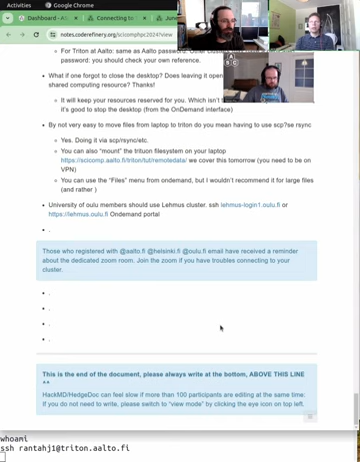 Activities
Google Chrome
Dashboard - A
Connecting to
June
notes.coderefinery.org/scicomphpc2024?view
For Triton at Aalto: same as Aalto password. Other
password: you should check your own reference.
What if one forgot to close the desktop? Does leaving it open
shared computing resource? Thanks!
It will keep your resources reserved for you. Which isn't
it's good to stop the desktop (from the OnDemand interface)
By not very easy to move files from laptop to triton do you mean having to use scp?se rsync
Yes. Doing it via scp/rsync/etc.
You can also "mount" the trituon filesystem on your laptop
https://scicomp.aalto.fi/triton/tut/remotedata/ we cover this tomorrow (you need to be on
VPN)
You can use the "Files" menu from ondemand, but I wouldn't recommend it for large files
(and rather )
University of oulu members should use Lehmus cluster. ssh lehmus-login1.oulu.fi or
https://lehmus.oulu.fi Ondemand portal
.
Those who registered with @aalto.fi @helsinki.fi @oulu.fi email have received a reminder
about the dedicated zoom room. Join the zoom if you have troubles connecting to your
cluster.
.
.
.
.
This is the end of the document, please always write at the bottom, ABOVE THIS LINE
^^
HackMD/HedgeDoc can feel slow if more than 100 participants are editing at the same time:
If you do not need to write, please switch to "view mode" by clicking the eye icon on top left.
whoami
ssh rantahj1@triton.aalto.fi